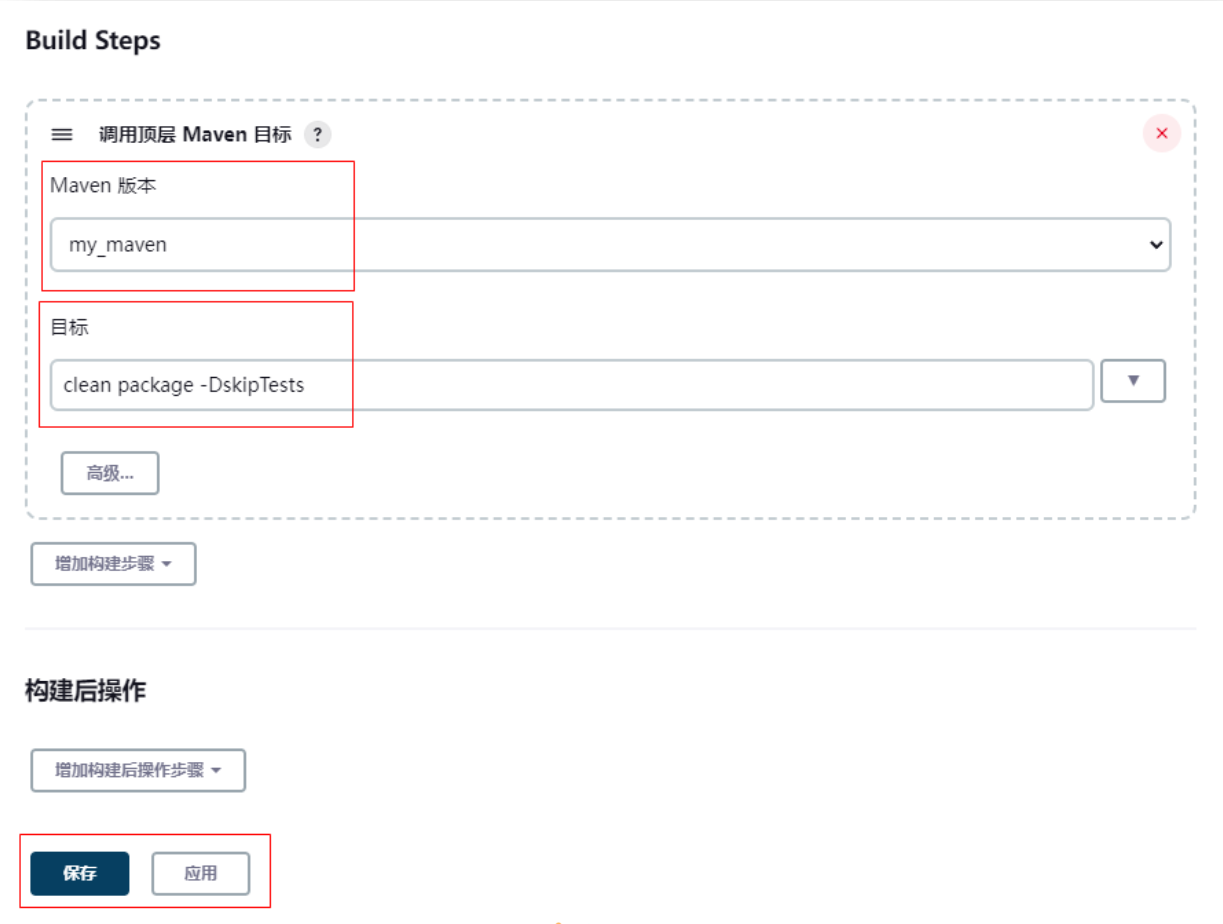 Build Steps
调用顶层 Maven 目标 ?
Maven 版本
my_maven
目标
clean package -DskipTests
高级...
增加构建步骤
构建后操作
增加构建后操作步骤
保存 应用